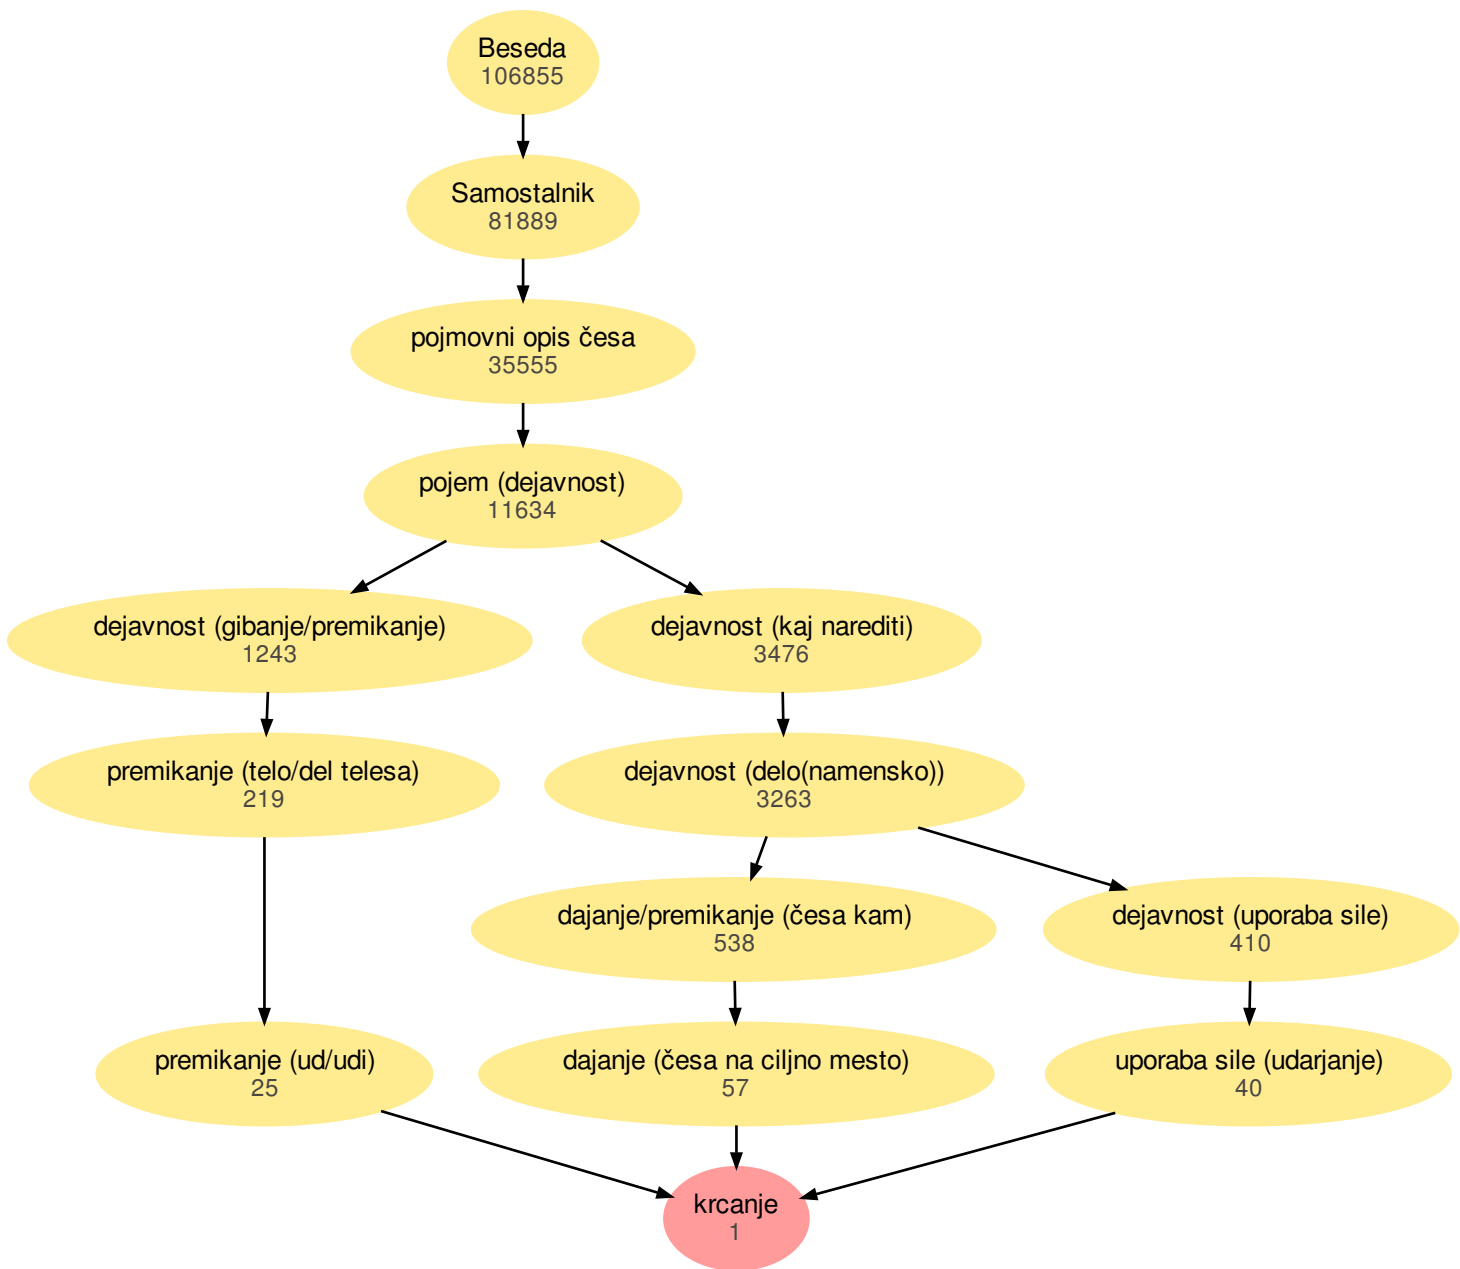 Beseda
106855
Samostalnik
81889
pojmovni opis česa
35555
pojem (dejavnost)
11634
dejavnost (gibanje/premikanje)
1243
dejavnost (kaj narediti)
3476
premikanje (telo/del telesa)
219
dejavnost (delo(namensko))
3263
dajanje/premikanje (česa kam)
538
dejavnost (uporaba sile)
410
premikanje (ud/udi)
25
dajanje (česa na ciljno mesto)
57
uporaba sile (udarjanje)
40
krcanje
1